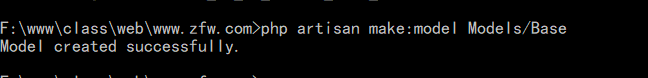 F:\www\class\web\www.zfw.com>php artisan make:model Models/Base
Model created successfully.